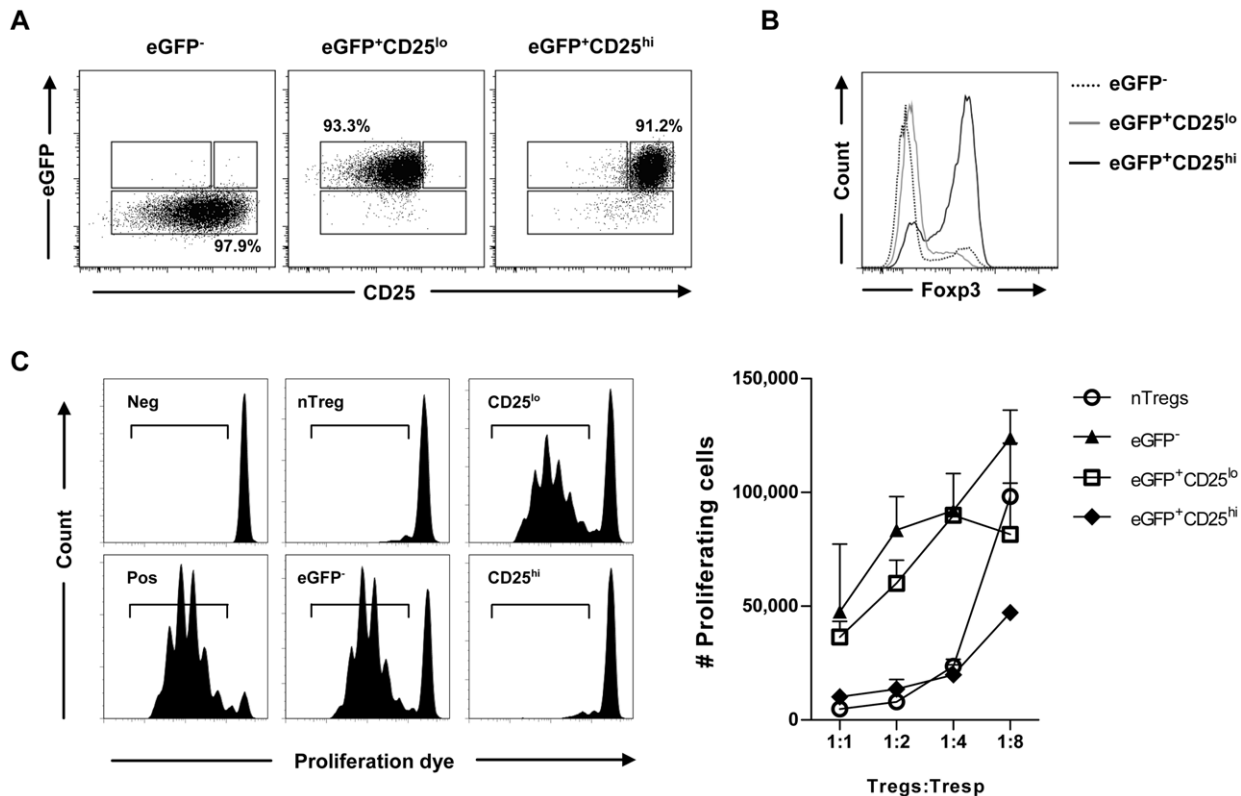 A
eGFP⁻
eGFP⁺CD25ˡᵒ
eGFP⁺CD25ʰⁱ
93.3%
91.2%
97.9%
eGFP
CD25
B
eGFP⁻
eGFP⁺CD25ˡᵒ
eGFP⁺CD25ʰⁱ
Count
Foxp3
C
Neg
nTreg
CD25ˡᵒ
Pos
eGFP⁻
CD25ʰⁱ
Count
Proliferation dye
150,000
100,000
50,000
0
# Proliferating cells
1:1
1:2
1:4
1:8
Tregs:Tresp
nTregs
eGFP⁻
eGFP⁺CD25ˡᵒ
eGFP⁺CD25ʰⁱ